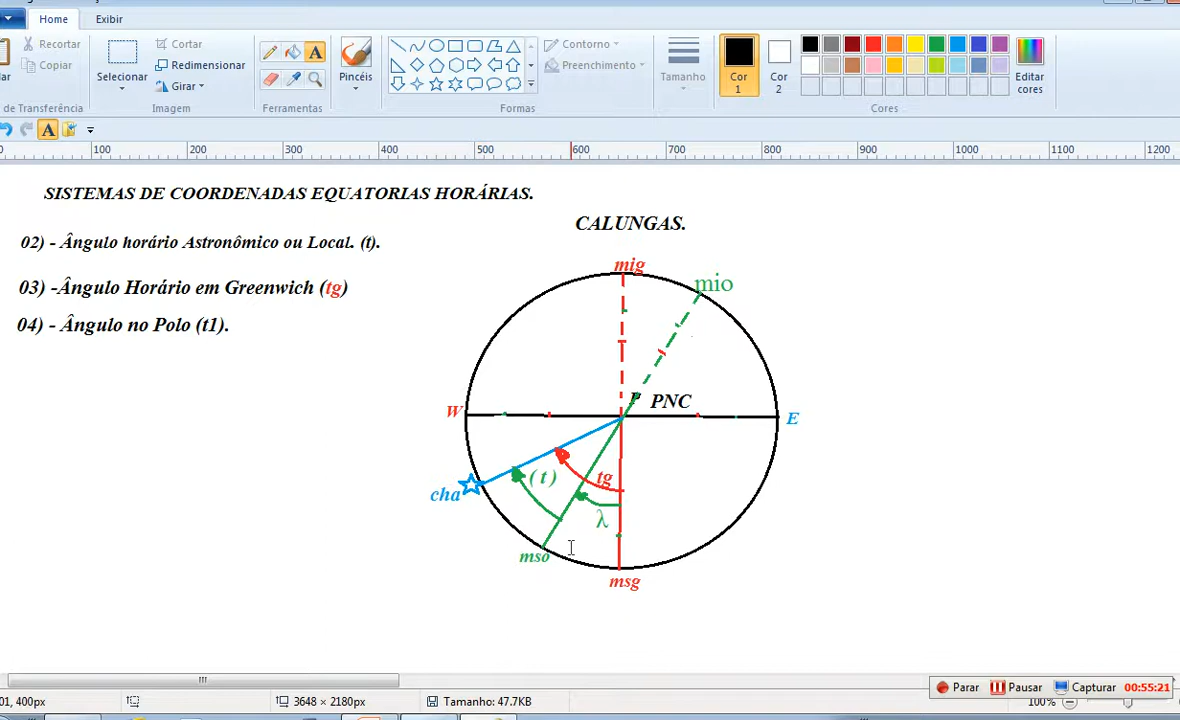 Home
Exibir
Recortar
Copiar
de Transferência
Selecionar
Cortar
Redimensionar
Girar
Imagem
A
Ferramentas
Pincéis
Contorno
Preenchimento
Formas
Tamanho
Cor
1
Cor
2
Editar
cores
Cores
A
100
200
300
400
500
600
700
800
900
1000
1100
1200
SISTEMAS DE COORDENADAS EQUATORIAS HORÁRIAS.
CALUNGAS.
02) - Ângulo horário Astronômico ou Local. (t).
03) -Ângulo Horário em Greenwich (tg)
04) - Ângulo no Polo (t1).
mig
mio
P PNC
W
E
cha
( t )
tg
λ
mso
msg
01, 400px
3648 × 2180px
Tamanho: 47.7KB
100%
Parar
Pausar
Capturar
00:55:21